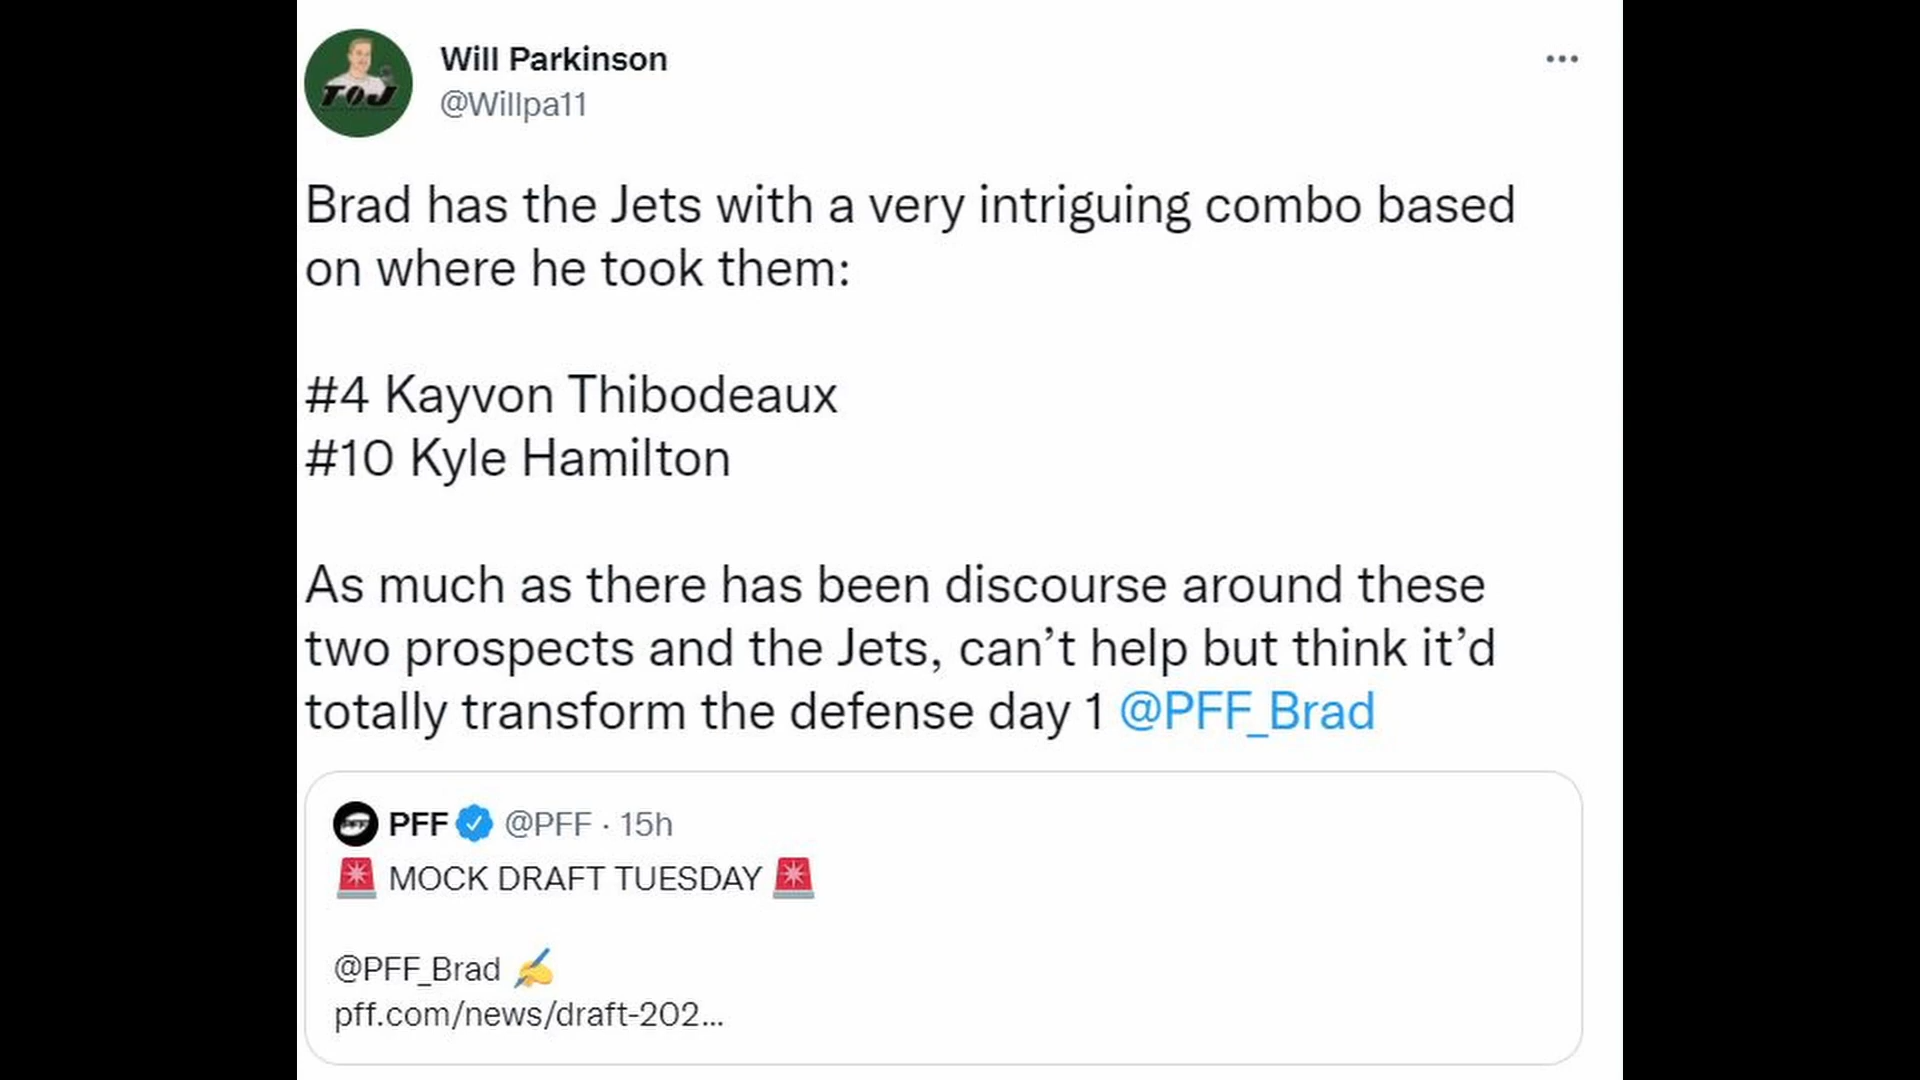 Will Parkinson
@Willpa11
TOJ
Brad has the Jets with a very intriguing combo based
on where he took them:
#4 Kayvon Thibodeaux
#10 Kyle Hamilton
As much as there has been discourse around these
two prospects and the Jets, can’t help but think it’d
totally transform the defense day 1 @PFF_Brad
PFF @PFF · 15h
🚨 MOCK DRAFT TUESDAY 🚨
@PFF_Brad ✍️
pff.com/news/draft-202…